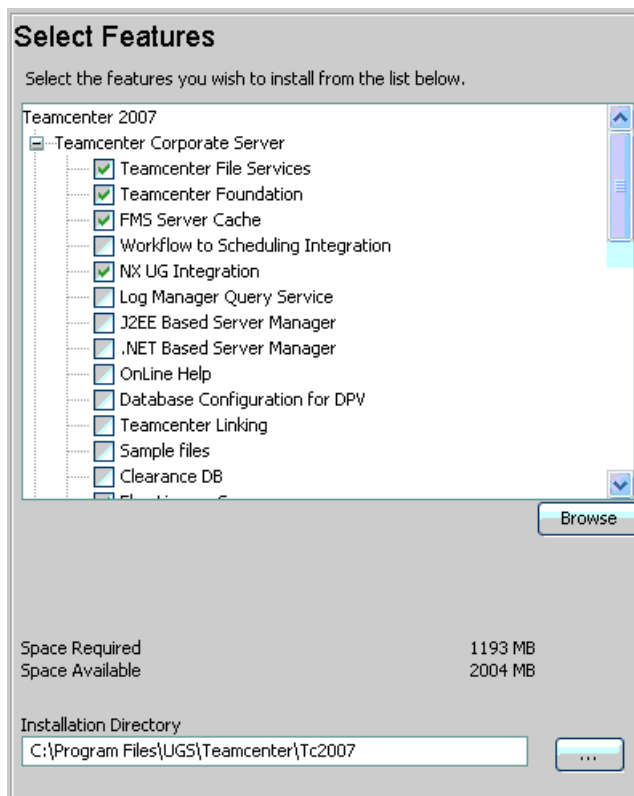 Select Features
Select the features you wish to install from the list below.
Teamcenter 2007
Teamcenter Corporate Server
Teamcenter File Services
Teamcenter Foundation
FMS Server Cache
Workflow to Scheduling Integration
NX UG Integration
Log Manager Query Service
J2EE Based Server Manager
.NET Based Server Manager
OnLine Help
Database Configuration for DPV
Teamcenter Linking
Sample files
Clearance DB
Browse
Space Required 1193 MB
Space Available 2004 MB
Installation Directory
C:\Program Files\UGS\Teamcenter\Tc2007
...